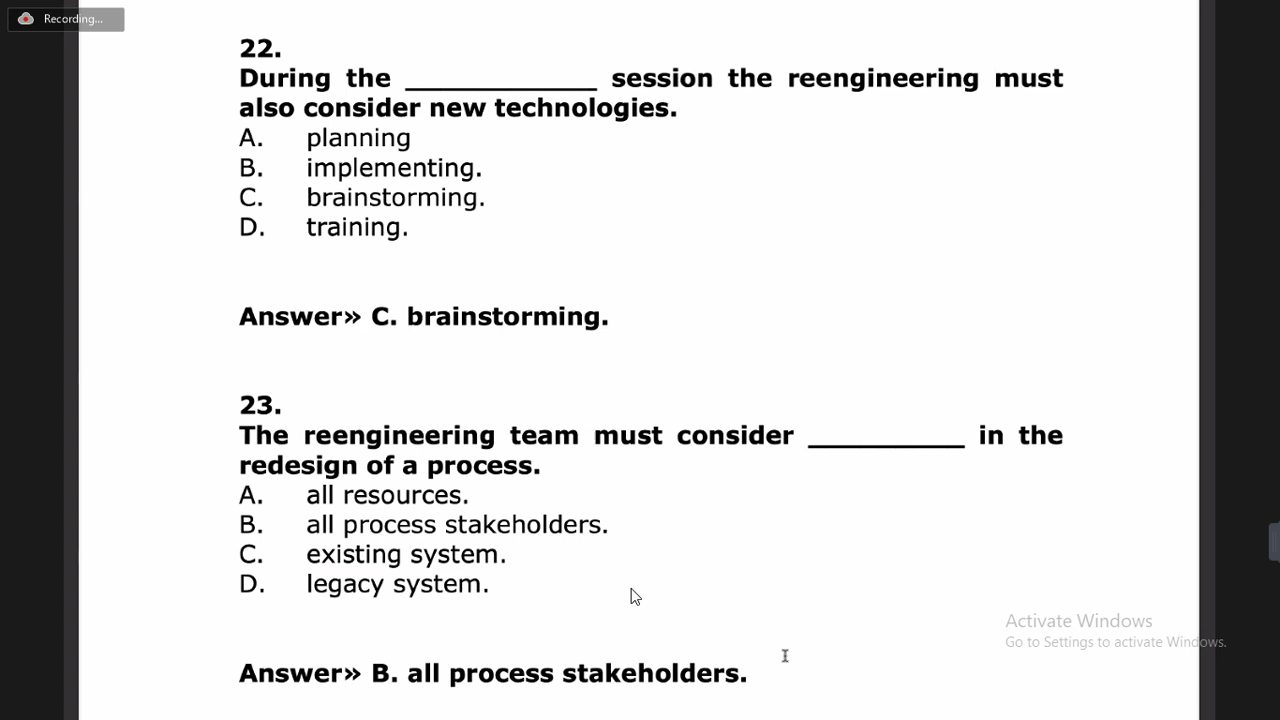 Recording...
22.
During the ______________ session the reengineering must
also consider new technologies.
A. planning
B. implementing.
C. brainstorming.
D. training.
Answer» C. brainstorming.
23.
The reengineering team must consider ___________ in the
redesign of a process.
A. all resources.
B. all process stakeholders.
C. existing system.
D. legacy system.
Activate Windows
Go to Settings to activate Windows.
Answer» B. all process stakeholders.